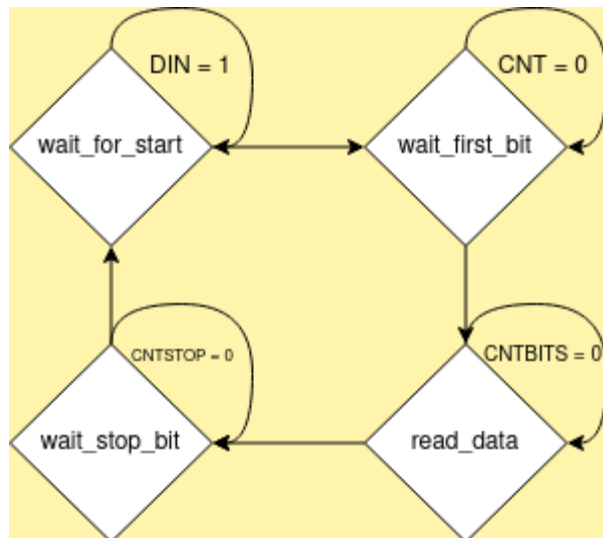 DIN = 1
CNT = 0
wait_for_start
wait_first_bit
CNTSTOP = 0
CNTBITS = 0
wait_stop_bit
read_data